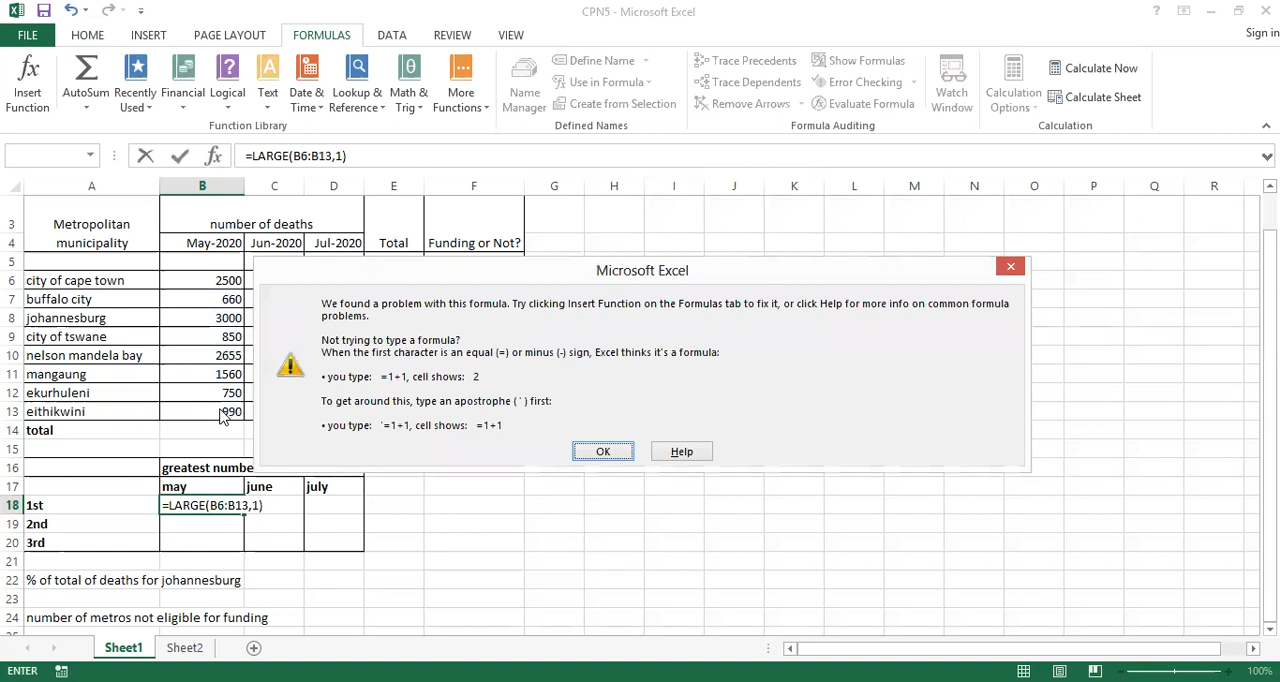 CPN5 - Microsoft Excel
?
FILE HOME INSERT PAGE LAYOUT FORMULAS DATA REVIEW VIEW Sign in
Insert Function
AutoSum
Recently Used
Financial
Logical
Text
Date & Time
Lookup & Reference
Math & Trig
More Functions
Function Library
Name Manager
Define Name
Use in Formula
Create from Selection
Defined Names
Trace Precedents
Trace Dependents
Remove Arrows
Show Formulas
Error Checking
Evaluate Formula
Formula Auditing
Watch Window
Calculation Options
Calculate Now
Calculate Sheet
Calculation
fx =LARGE(B6:B13,1)
A B C D E F G H I J K L M N O P Q R
3 Metropolitan number of deaths
4 municipality May-2020 Jun-2020 Jul-2020 Total Funding or Not?
5
6 city of cape town 2500
7 buffalo city 660
8 johannesburg 3000
9 city of tswane 850
10 nelson mandela bay 2655
11 mangaung 1560
12 ekurhuleni 750
13 eithikwini 990
14 total
15
16 greatest numbe
17 may june july
18 1st =LARGE(B6:B13,1)
19 2nd
20 3rd
21
22 % of total of deaths for johannesburg
23
24 number of metros not eligible for funding
Microsoft Excel
We found a problem with this formula. Try clicking Insert Function on the Formulas tab to fix it, or click Help for more info on common formula
problems.
Not trying to type a formula?
When the first character is an equal (=) or minus (-) sign, Excel thinks it's a formula:
• you type: =1+1, cell shows: 2
To get around this, type an apostrophe ( ' ) first:
• you type: '=1+1, cell shows: =1+1
OK Help
Sheet1 Sheet2
ENTER 100%